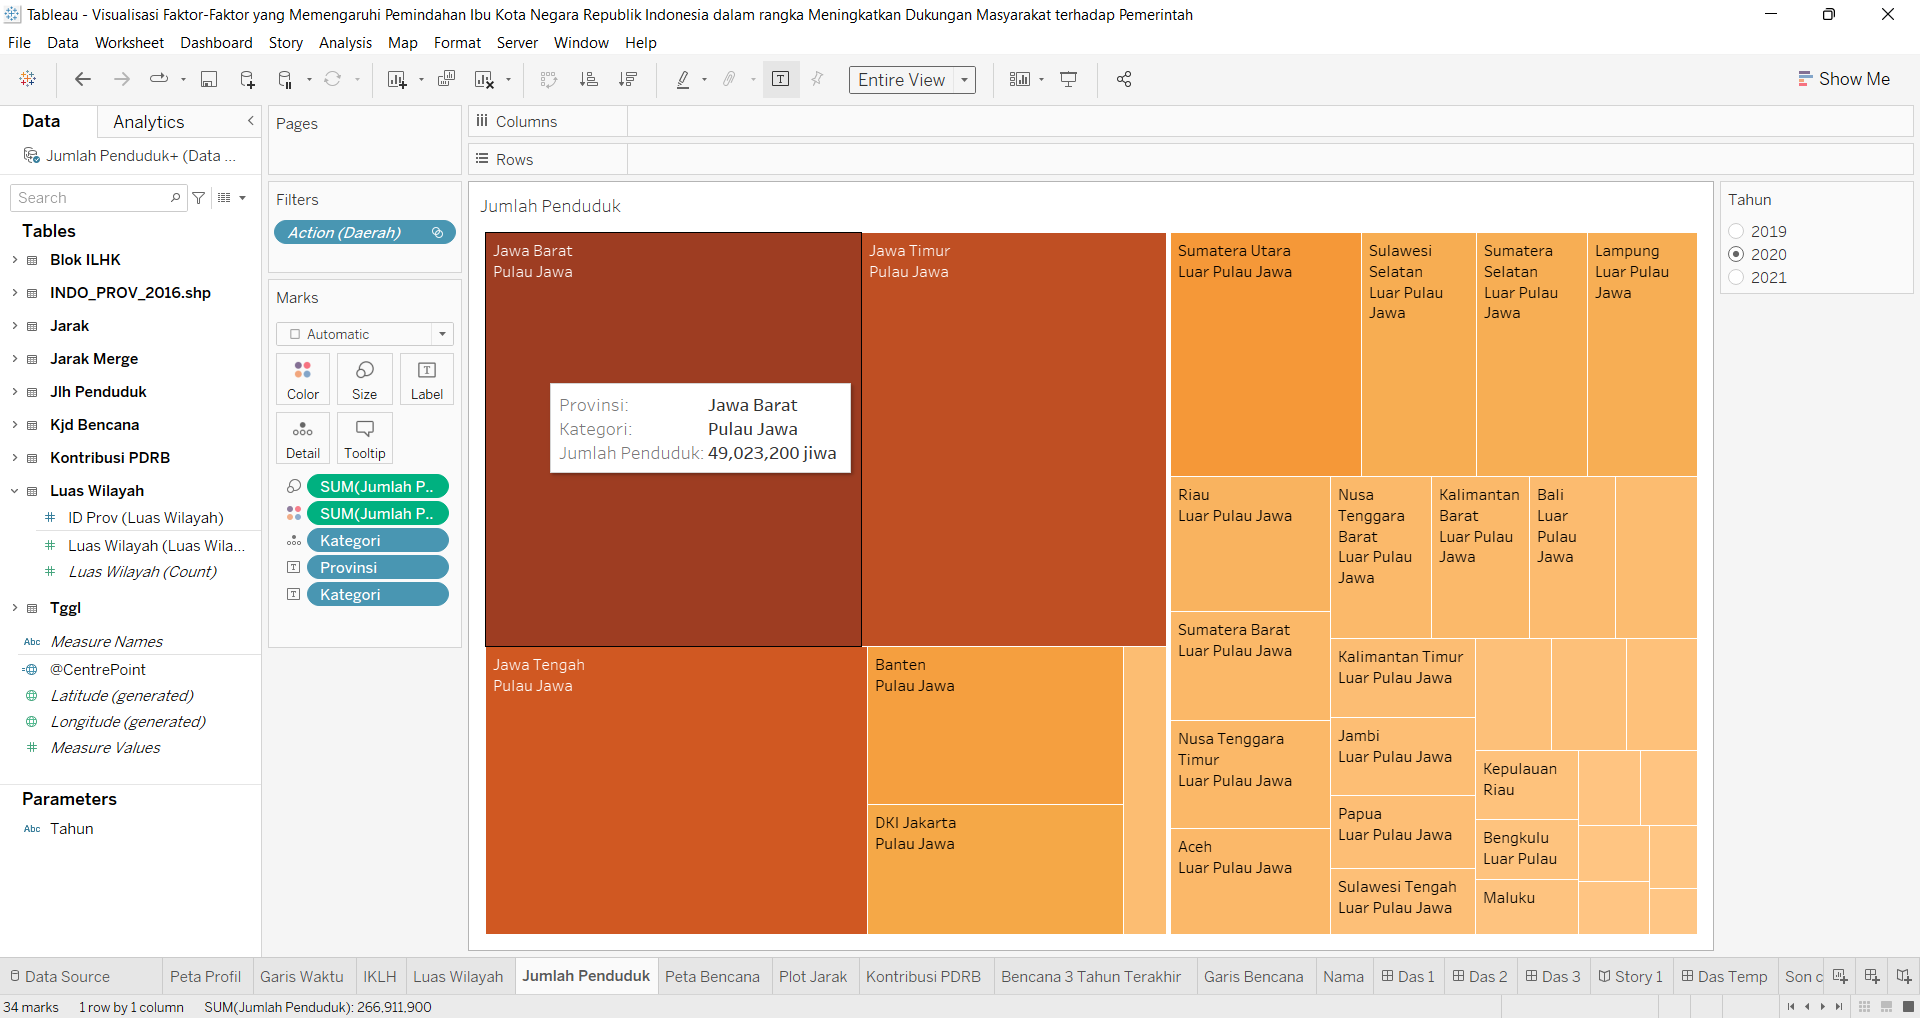 Tableau - Visualisasi Faktor-Faktor yang Memengaruhi Pemindahan Ibu Kota Negara Republik Indonesia dalam rangka Meningkatkan Dukungan Masyarakat terhadap Pemerintah
File Data Worksheet Dashboard Story Analysis Map Format Server Window Help
Entire View
Show Me
Data Analytics
Jumlah Penduduk+ (Data ...
Search
Tables
Blok ILHK
INDO_PROV_2016.shp
Jarak
Jarak Merge
Jlh Penduduk
Kjd Bencana
Kontribusi PDRB
Luas Wilayah
ID Prov (Luas Wilayah)
Luas Wilayah (Luas Wila...
Luas Wilayah (Count)
Tggl
Abc Measure Names
@CentrePoint
Latitude (generated)
Longitude (generated)
Measure Values
Parameters
Abc Tahun
Pages
Filters
Action (Daerah)
Marks
Automatic
Color Size Label
Detail Tooltip
SUM(Jumlah P..
SUM(Jumlah P..
Kategori
T Provinsi
T Kategori
Columns
Rows
Jumlah Penduduk
Jawa Barat
Pulau Jawa
Jawa Timur
Pulau Jawa
Provinsi: Jawa Barat
Kategori: Pulau Jawa
Jumlah Penduduk: 49,023,200 jiwa
Jawa Tengah
Pulau Jawa
Banten
Pulau Jawa
DKI Jakarta
Pulau Jawa
Sumatera Utara
Luar Pulau Jawa
Sulawesi
Selatan
Luar Pulau
Jawa
Sumatera
Selatan
Luar Pulau
Jawa
Lampung
Luar Pulau
Jawa
Riau
Luar Pulau Jawa
Nusa
Tenggara
Barat
Luar Pulau
Jawa
Kalimantan
Barat
Luar Pulau
Jawa
Bali
Luar
Pulau
Jawa
Sumatera Barat
Luar Pulau Jawa
Kalimantan Timur
Luar Pulau Jawa
Nusa Tenggara
Timur
Luar Pulau Jawa
Jambi
Luar Pulau Jawa
Kepulauan
Riau
Papua
Luar Pulau Jawa
Bengkulu
Luar Pulau
Aceh
Luar Pulau Jawa
Sulawesi Tengah
Luar Pulau Jawa
Maluku
Tahun
2019
2020
2021
Data Source Peta Profil Garis Waktu IKLH Luas Wilayah Jumlah Penduduk Peta Bencana Plot Jarak Kontribusi PDRB Bencana 3 Tahun Terakhir Garis Bencana Nama Das 1 Das 2 Das 3 Story 1 Das Temp Son c
34 marks 1 row by 1 column SUM(Jumlah Penduduk): 266,911,900